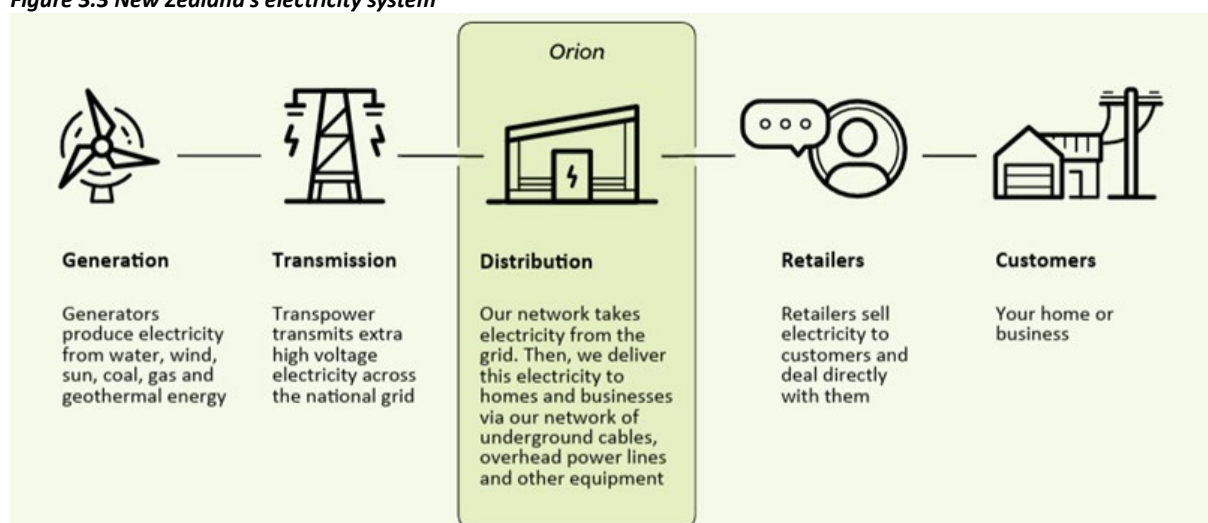 Figure 3.3 New Zealand's electricity system
Orion
Generation
Generators
produce electricity
from water, wind,
sun, coal, gas and
geothermal energy
Transmission
Transpower
transmits extra
high voltage
electricity across
the national grid
Distribution
Our network takes
electricity from the
grid. Then, we deliver
this electricity to
homes and businesses
via our network of
underground cables,
overhead power lines
and other equipment
Retailers
Retailers sell
electricity to
customers and
deal directly
with them
Customers
Your home or
business